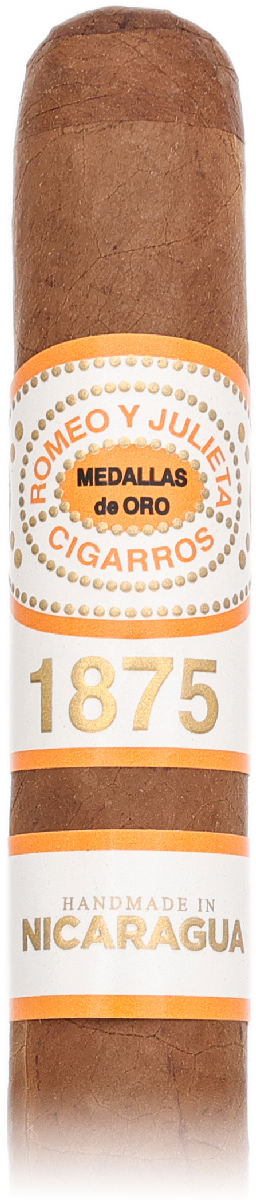 ROMEO Y JULIETA
MEDALLAS
de ORO
CIGARROS
1875
HANDMADE IN
NICARAGUA